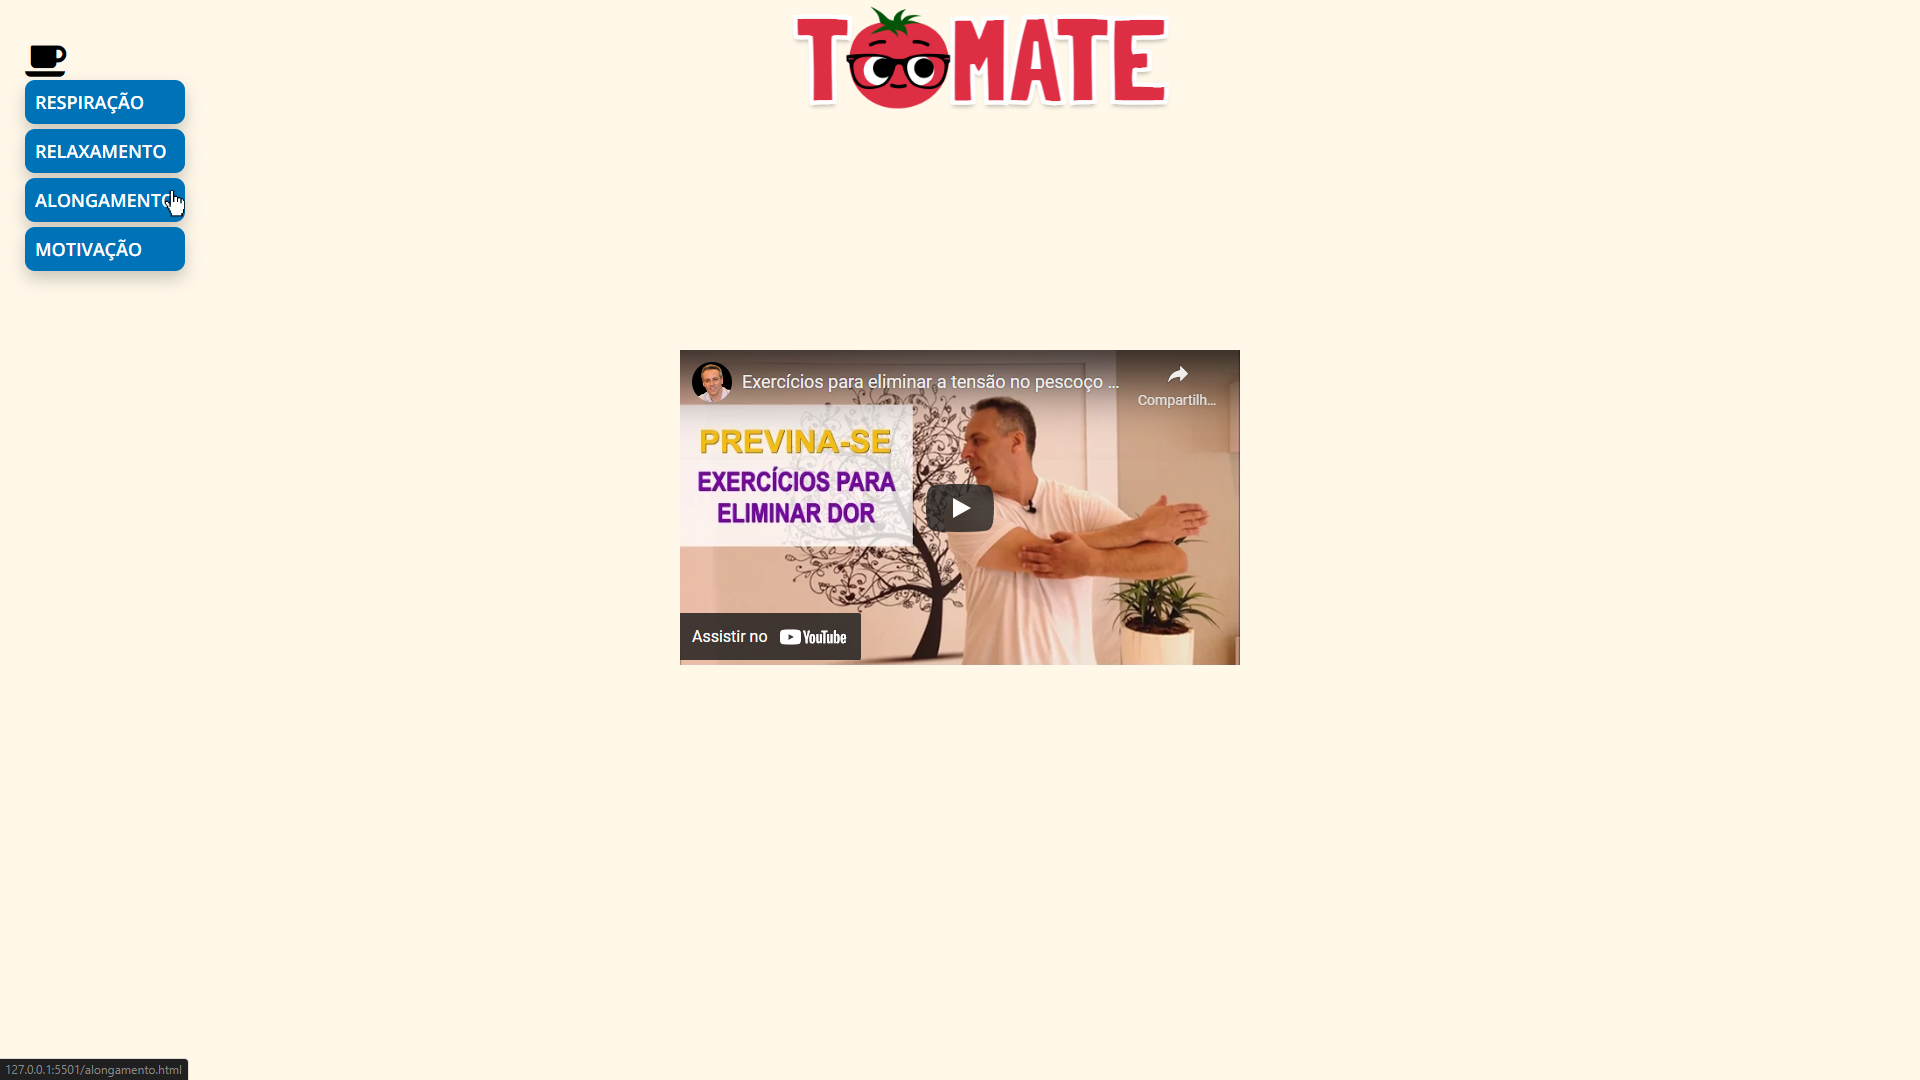 TOMATE
RESPIRAÇÃO
RELAXAMENTO
ALONGAMENTO
MOTIVAÇÃO
Exercícios para eliminar a tensão no pescoço ...
Compartilh...
PREVINA-SE
EXERCÍCIOS PARA
ELIMINAR DOR
Assistir no YouTube
127.0.0.1:5501/alongamento.html